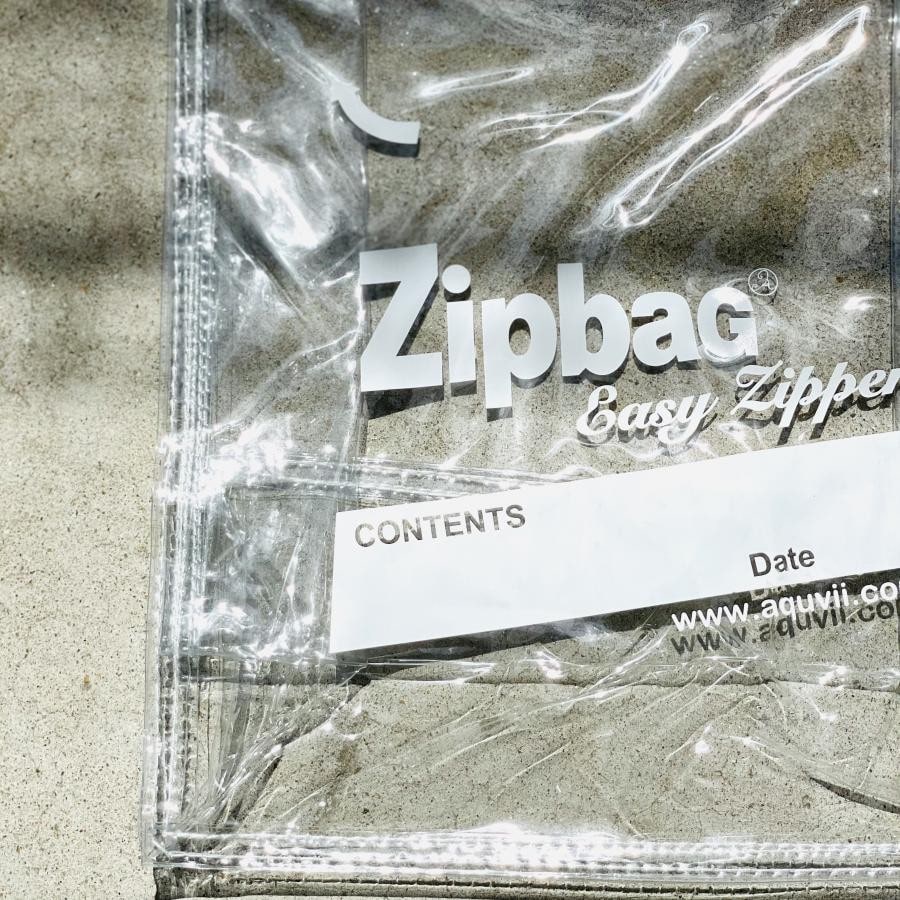 ZipbaG
Easy Zipper
CONTENTS
Date
www.aquvii.co